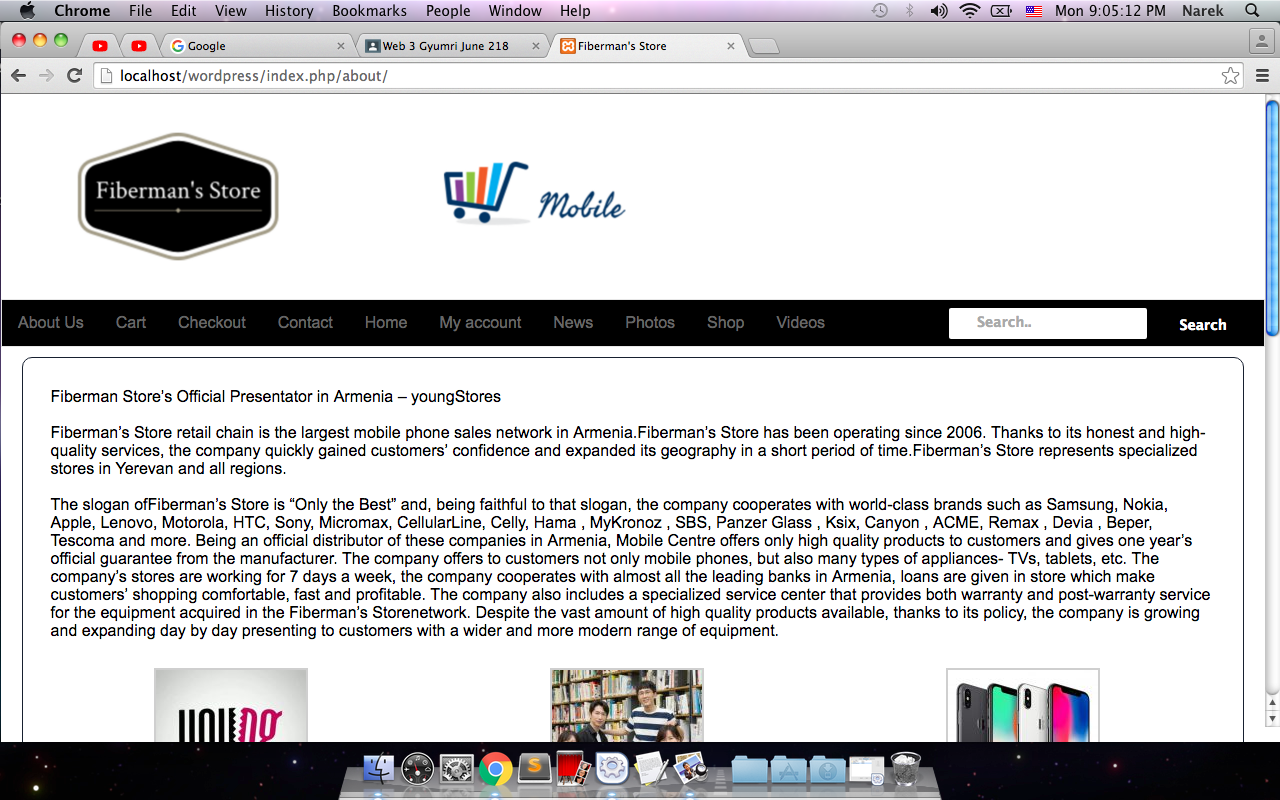 Chrome File Edit View History Bookmarks People Window Help Mon 9:05:12 PM Narek
Google Web 3 Gyumri June 218 Fiberman's Store
localhost/wordpress/index.php/about/
Fiberman's Store
Mobile
About Us Cart Checkout Contact Home My account News Photos Shop Videos Search.. Search
Fiberman Store’s Official Presentator in Armenia – youngStores
Fiberman’s Store retail chain is the largest mobile phone sales network in Armenia.Fiberman's Store has been operating since 2006. Thanks to its honest and high-
quality services, the company quickly gained customers’ confidence and expanded its geography in a short period of time.Fiberman’s Store represents specialized
stores in Yerevan and all regions.
The slogan ofFiberman’s Store is “Only the Best” and, being faithful to that slogan, the company cooperates with world-class brands such as Samsung, Nokia,
Apple, Lenovo, Motorola, HTC, Sony, Micromax, CellularLine, Celly, Hama , MyKronoz , SBS, Panzer Glass , Ksix, Canyon , ACME, Remax , Devia , Beper,
Tescoma and more. Being an official distributor of these companies in Armenia, Mobile Centre offers only high quality products to customers and gives one year’s
official guarantee from the manufacturer. The company offers to customers not only mobile phones, but also many types of appliances- TVs, tablets, etc. The
company’s stores are working for 7 days a week, the company cooperates with almost all the leading banks in Armenia, loans are given in store which make
customers’ shopping comfortable, fast and profitable. The company also includes a specialized service center that provides both warranty and post-warranty service
for the equipment acquired in the Fiberman’s Storenetwork. Despite the vast amount of high quality products available, thanks to its policy, the company is growing
and expanding day by day presenting to customers with a wider and more modern range of equipment.
young